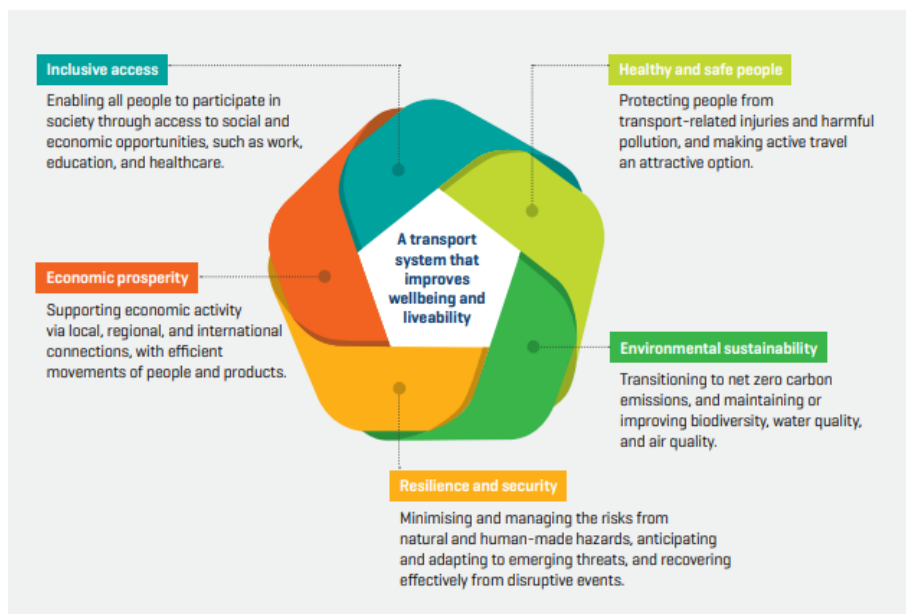 Inclusive access
Enabling all people to participate in
society through access to social and
economic opportunities, such as work,
education, and healthcare.
Healthy and safe people
Protecting people from
transport-related injuries and harmful
pollution, and making active travel
an attractive option.
A transport
system that
improves
wellbeing and
liveability
Economic prosperity
Supporting economic activity
via local, regional, and international
connections, with efficient
movements of people and products.
Environmental sustainability
Transitioning to net zero carbon
emissions, and maintaining or
improving biodiversity, water quality,
and air quality.
Resilience and security
Minimising and managing the risks from
natural and human-made hazards, anticipating
and adapting to emerging threats, and recovering
effectively from disruptive events.